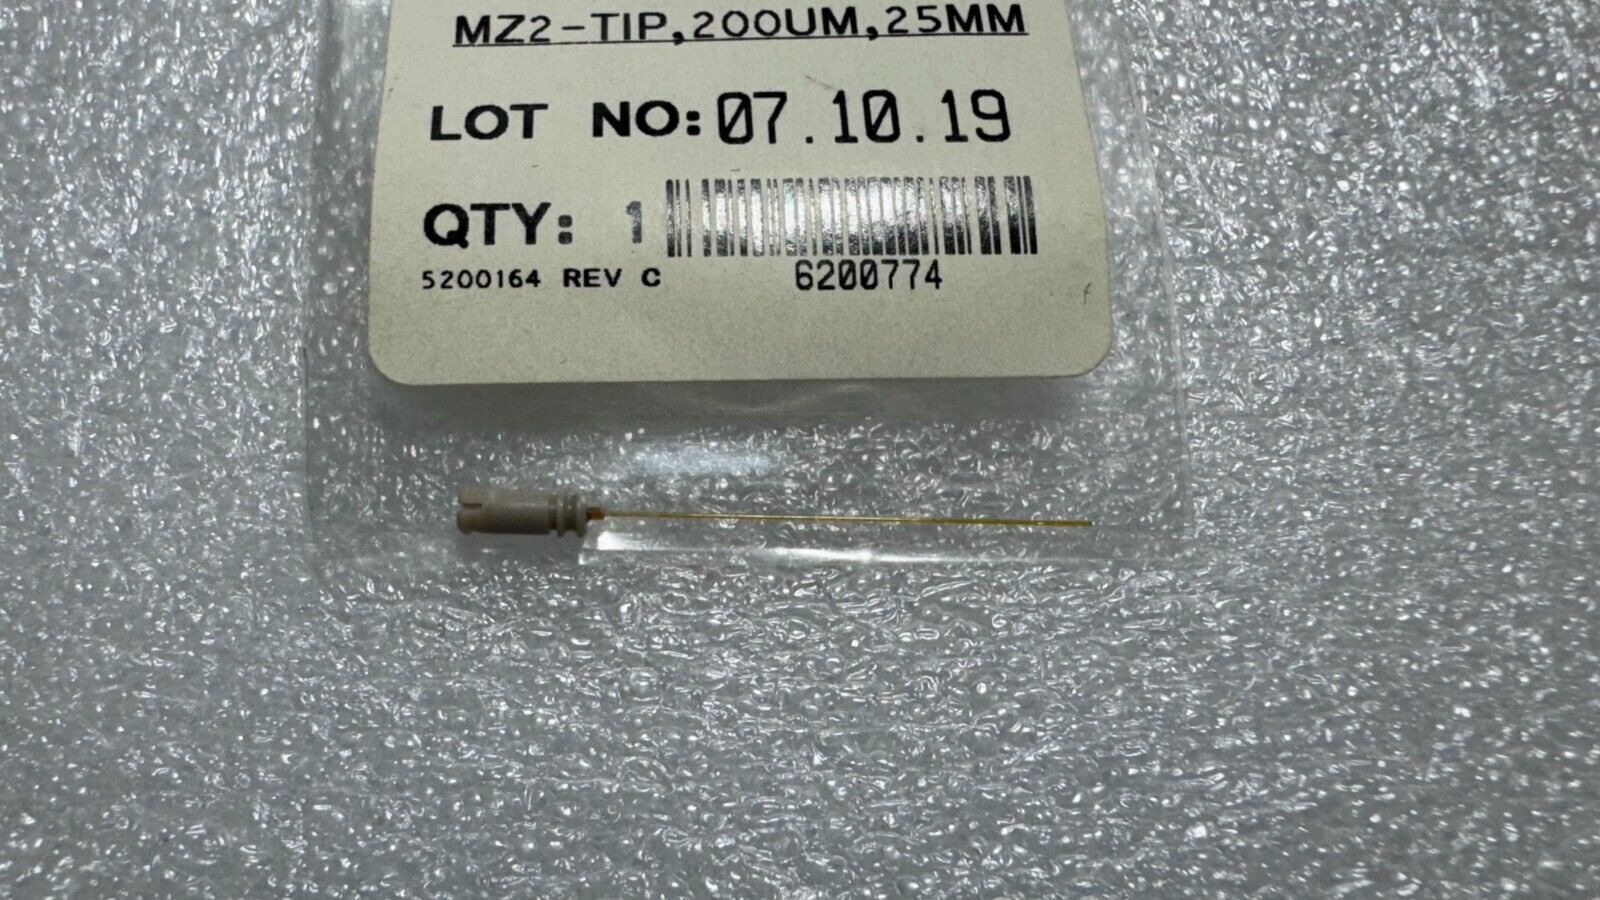 MZ2-TIP,200UM,25MM
LOT NO: 07.10.19
QTY: 1
5200164 REV C 6200774